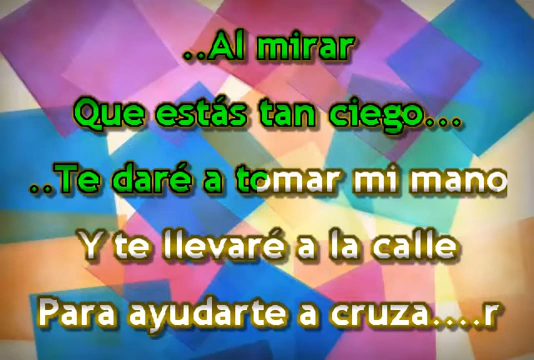 ..Al mirar
Que estás tan ciego...
..Te daré a tomar mi mano
Y te llevaré a la calle
Para ayudarte a cruza....r